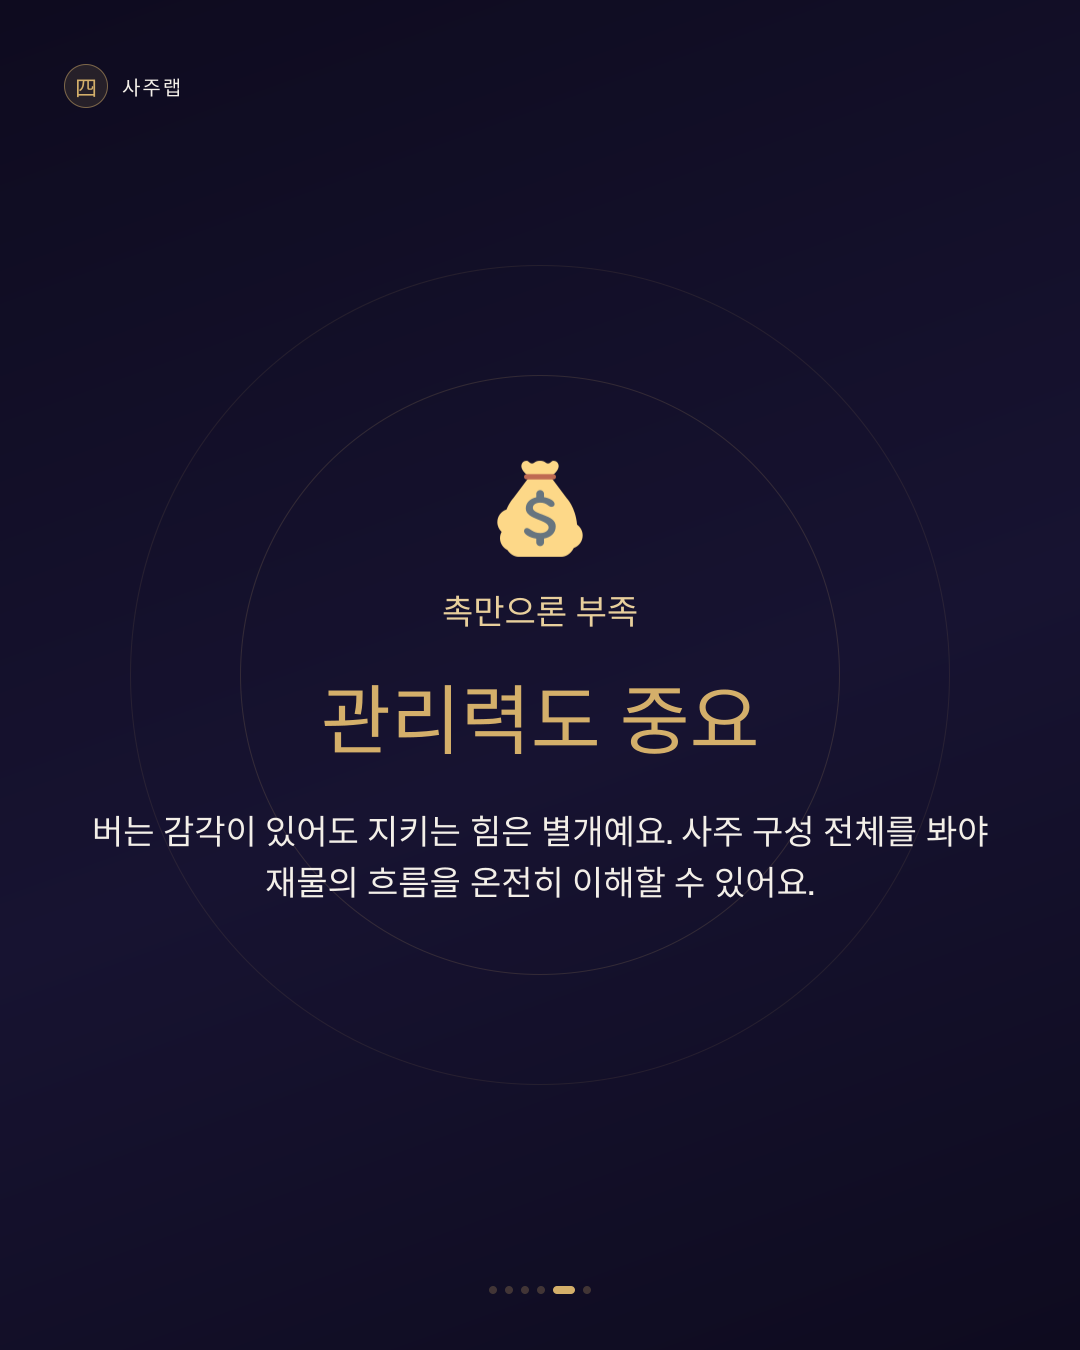 四 사주랩
$
촉만으론 부족
관리력도 중요
버는 감각이 있어도 지키는 힘은 별개예요. 사주 구성 전체를 봐야
재물의 흐름을 온전히 이해할 수 있어요.